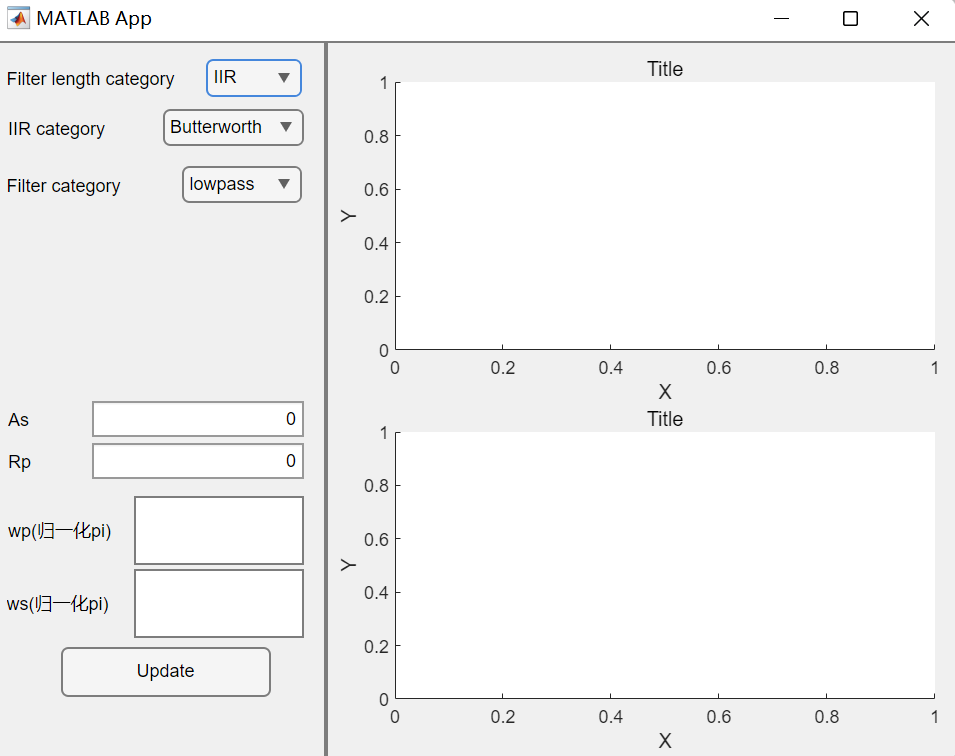 MATLAB App
Filter length category IIR
IIR category Butterworth
Filter category lowpass
As 0
Rp 0
wp(归一化pi)
ws(归一化pi)
Update
Title
1
0.8
0.6
0.4
0.2
0
Y
0 0.2 0.4 0.6 0.8 1
X
Title
1
0.8
0.6
0.4
0.2
0
Y
0 0.2 0.4 0.6 0.8 1
X